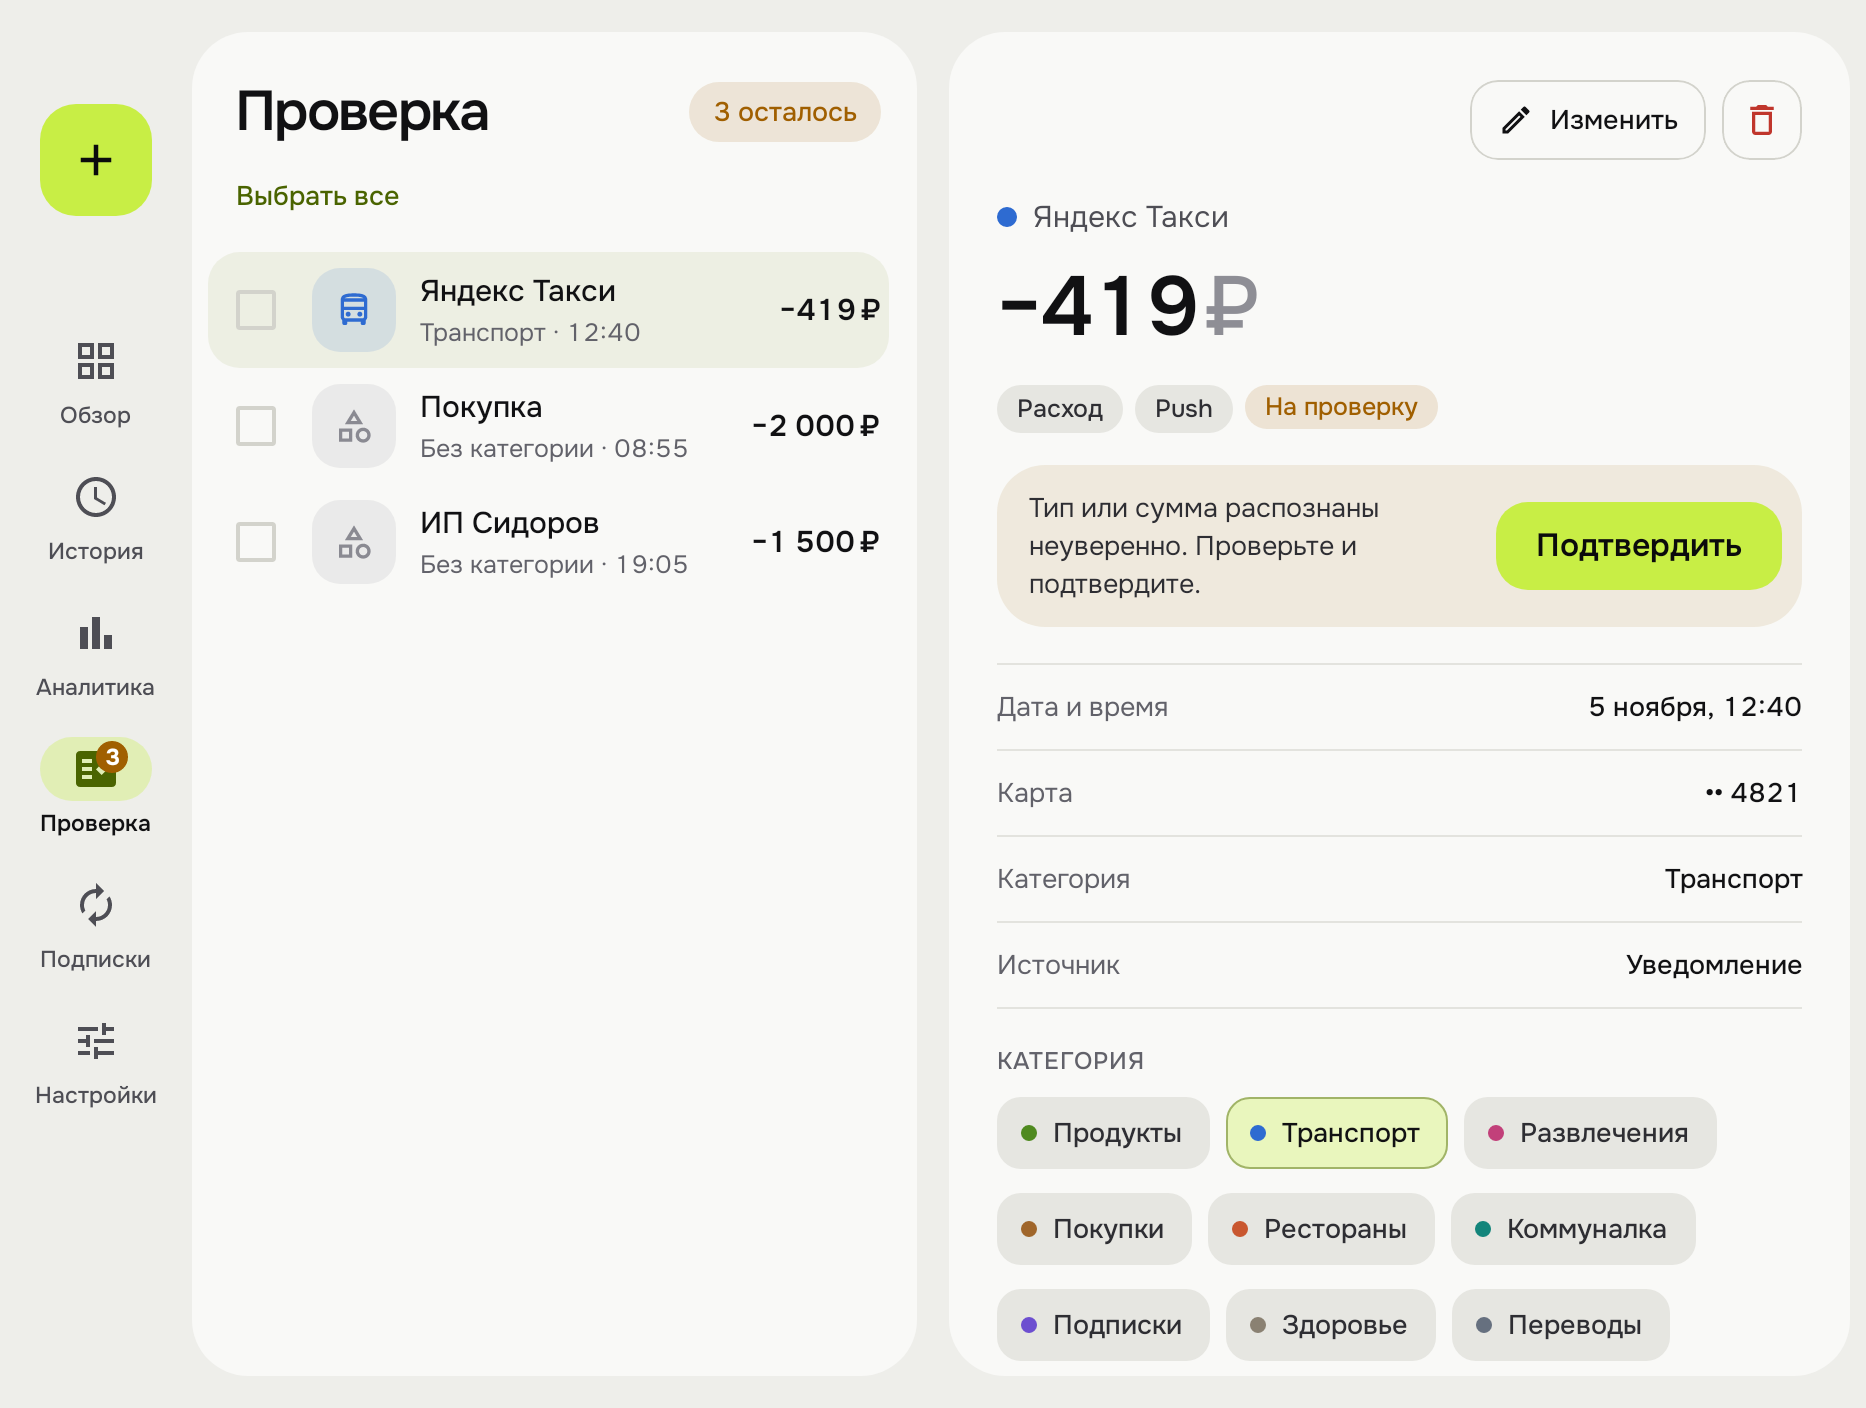 Обзор
История
Аналитика
3
Проверка
Подписки
Настройки
Проверка
3 осталось
Выбрать все
Яндекс Такси
Транспорт · 12:40
−419 ₽
Покупка
Без категории · 08:55
−2 000 ₽
ИП Сидоров
Без категории · 19:05
−1 500 ₽
Изменить
Яндекс Такси
−419 ₽
Расход
Push
На проверку
Тип или сумма распознаны
неуверенно. Проверьте и
подтвердите.
Подтвердить
Дата и время
5 ноября, 12:40
Карта
•• 4821
Категория
Транспорт
Источник
Уведомление
КАТЕГОРИЯ
Продукты
Транспорт
Развлечения
Покупки
Рестораны
Коммуналка
Подписки
Здоровье
Переводы